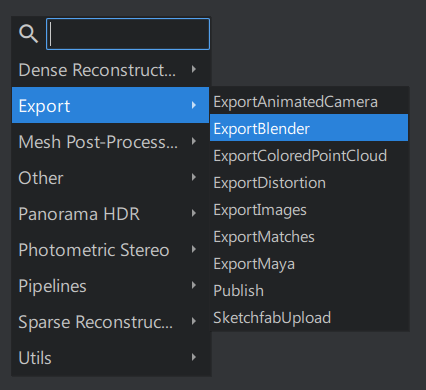 Dense Reconstruct...
Export
Mesh Post-Process...
Other
Panorama HDR
Photometric Stereo
Pipelines
Sparse Reconstruc...
Utils
ExportAnimatedCamera
ExportBlender
ExportColoredPointCloud
ExportDistortion
ExportImages
ExportMatches
ExportMaya
Publish
SketchfabUpload